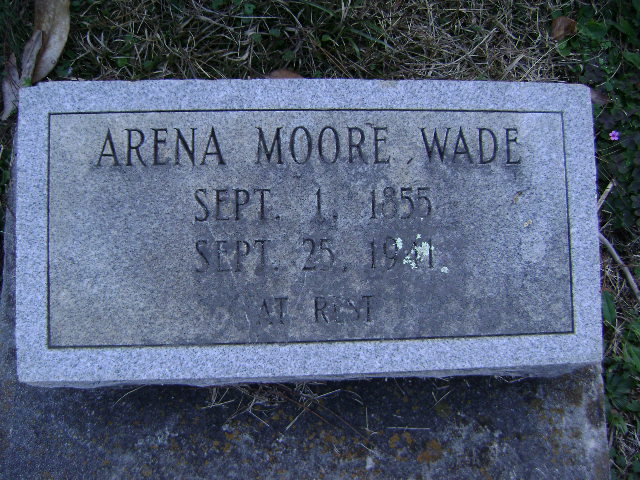 ARENA MOORE WADE
SEPT. 1, 1855
SEPT. 25, 1941
AT REST